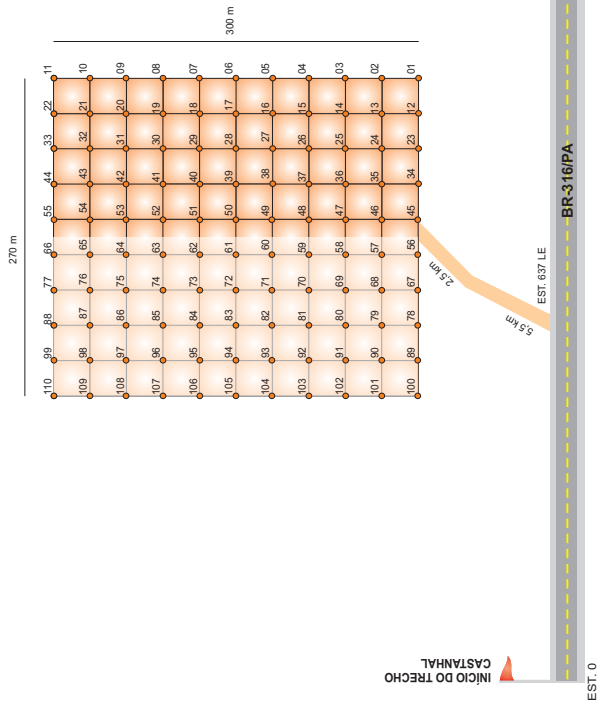 270 m
300 m
11 10 09 08 07 06 05 04 03 02 01
22 21 20 19 18 17 16 15 14 13 12
33 32 31 30 29 28 27 26 25 24 23
44 43 42 41 40 39 38 37 36 35 34
55 54 53 52 51 50 49 48 47 46 45
66 65 64 63 62 61 60 59 58 57 56
77 76 75 74 73 72 71 70 69 68 67
88 87 86 85 84 83 82 81 80 79 78
99 98 97 96 95 94 93 92 91 90 89
110 109 108 107 106 105 104 103 102 101 100
2,5 km
5,5 km
EST. 637 LE
BR-316/PA
INÍCIO DO TRECHO
CASTANHAL
EST. 0